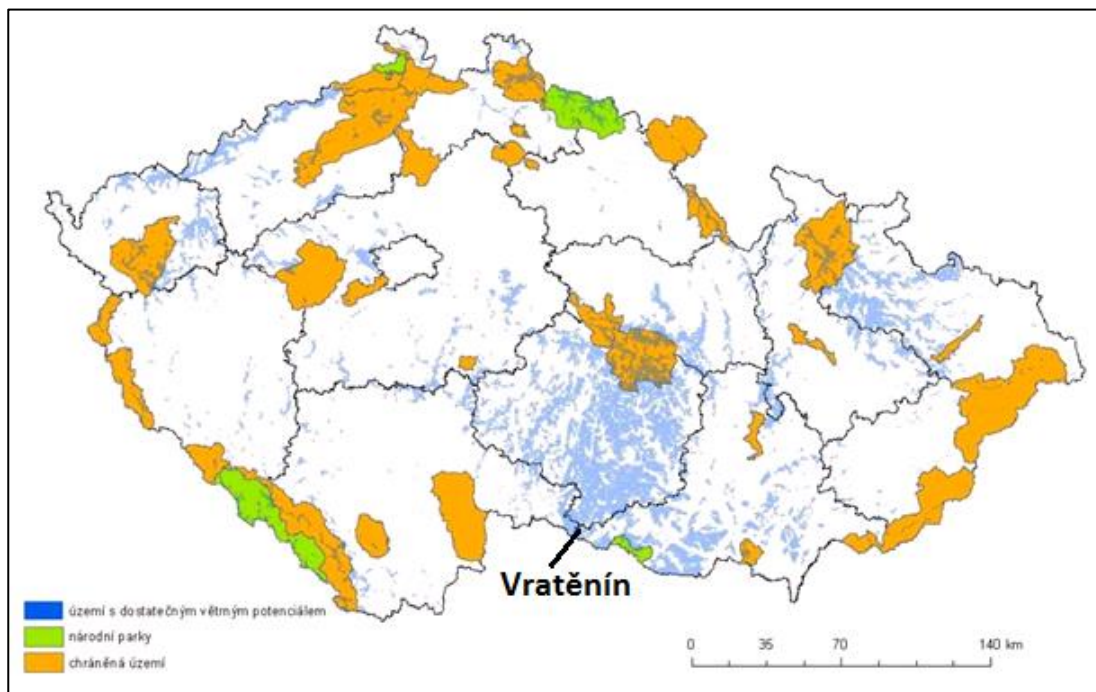 Vratěnín
území s dostatečným větrným potenciálem
národní parky
chráněná území
0 35 70 140 km